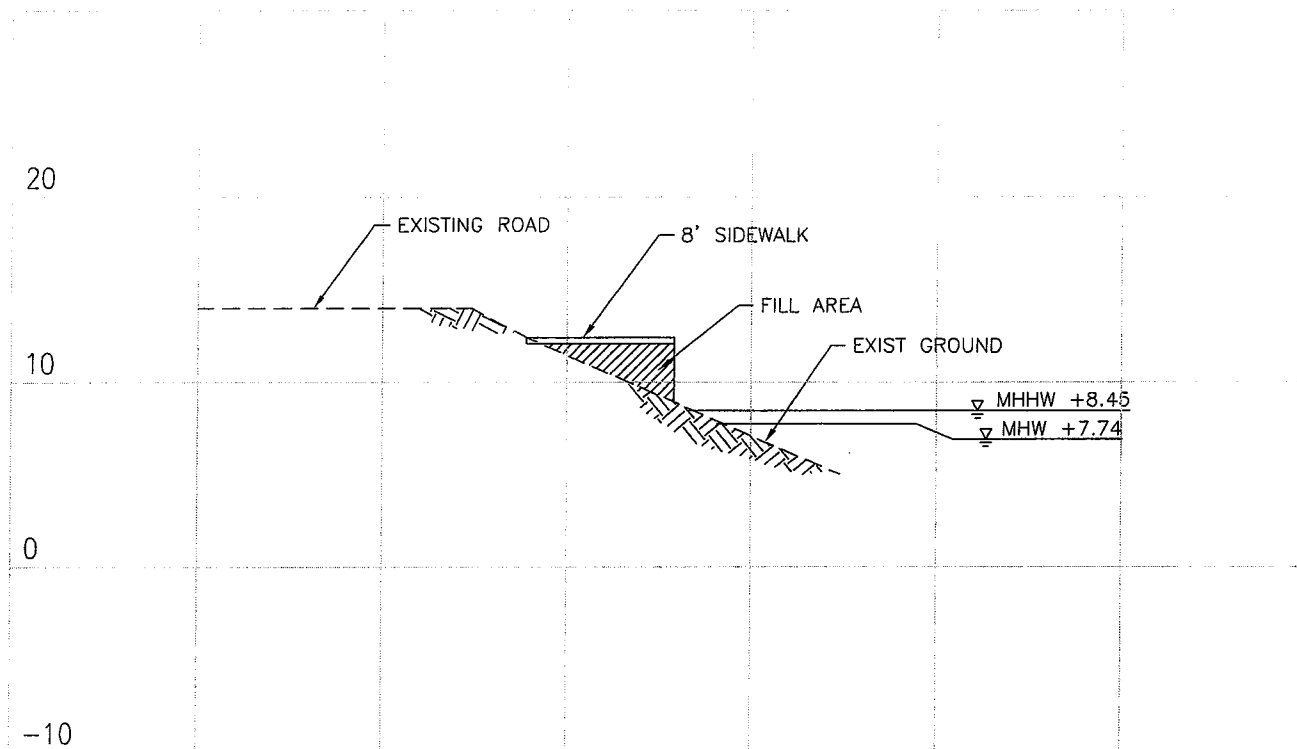 20
EXISTING ROAD
8' SIDEWALK
FILL AREA
EXIST GROUND
10
MHHW +8.45
MHW +7.74
0
-10